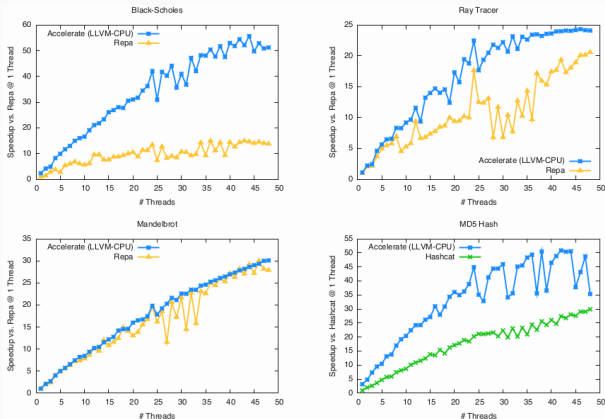 Black-Scholes
Speedup vs. Repa @ 1 Thread
60
50
40
30
20
10
0
Accelerate (LLVM-CPU)
Repa
0 5 10 15 20 25 30 35 40 45 50
# Threads
Ray Tracer
Speedup vs. Repa @ 1 Thread
25
20
15
10
5
0
Accelerate (LLVM-CPU)
Repa
0 5 10 15 20 25 30 35 40 45 50
# Threads
Mandelbrot
Speedup vs. Repa @ 1 Thread
35
30
25
20
15
10
5
0
Accelerate (LLVM-CPU)
Repa
0 5 10 15 20 25 30 35 40 45 50
# Threads
MD5 Hash
Speedup vs. Hashcat @ 1 Thread
55
50
45
40
35
30
25
20
15
10
5
0
Accelerate (LLVM-CPU)
Hashcat
0 5 10 15 20 25 30 35 40 45 50
# Threads